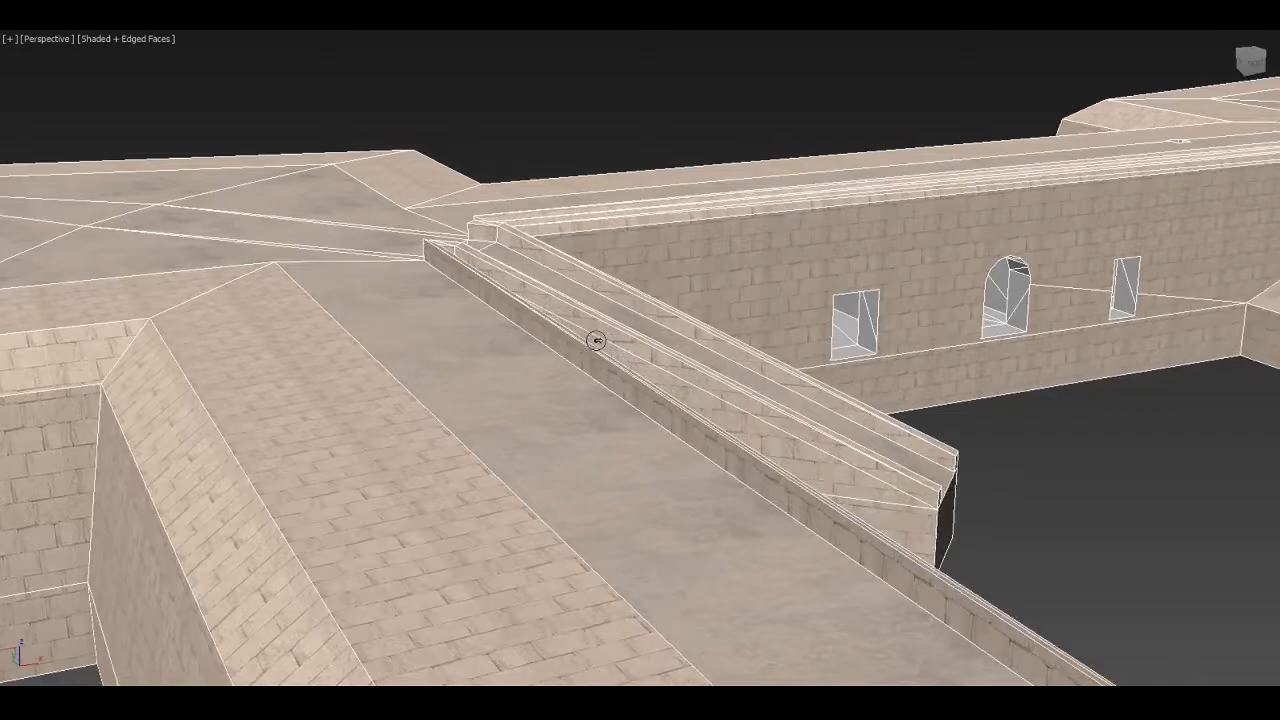 [+] [Perspective ] [Shaded + Edged Faces ]
z
x